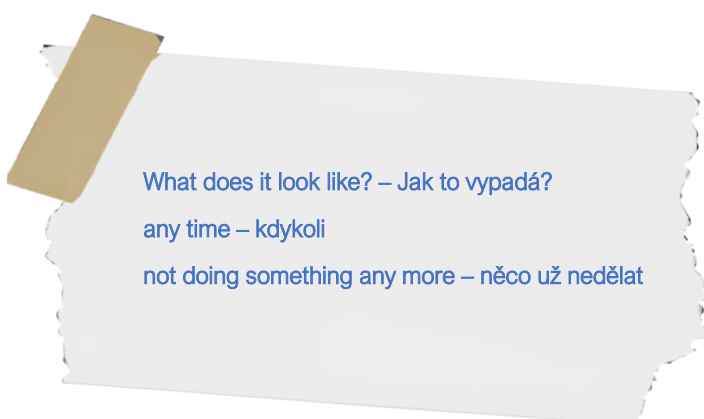 What does it look like? – Jak to vypadá?
any time – kdykoli
not doing something any more – něco už nedělat